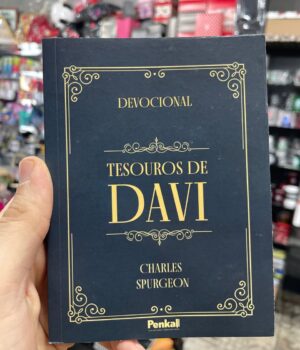 DEVOCIONAL
TESOUROS DE
DAVI
CHARLES
SPURGEON
Penkal